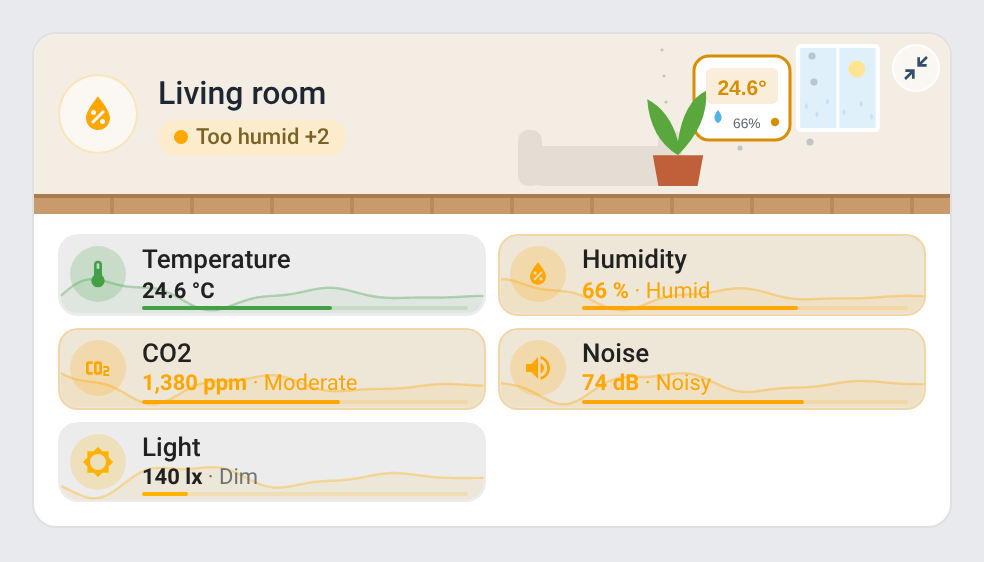 Living room
Too humid +2
24.6°
66%
Temperature
24.6 °C
Humidity
66 % · Humid
CO2
CO2
1,380 ppm · Moderate
Noise
74 dB · Noisy
Light
140 lx · Dim